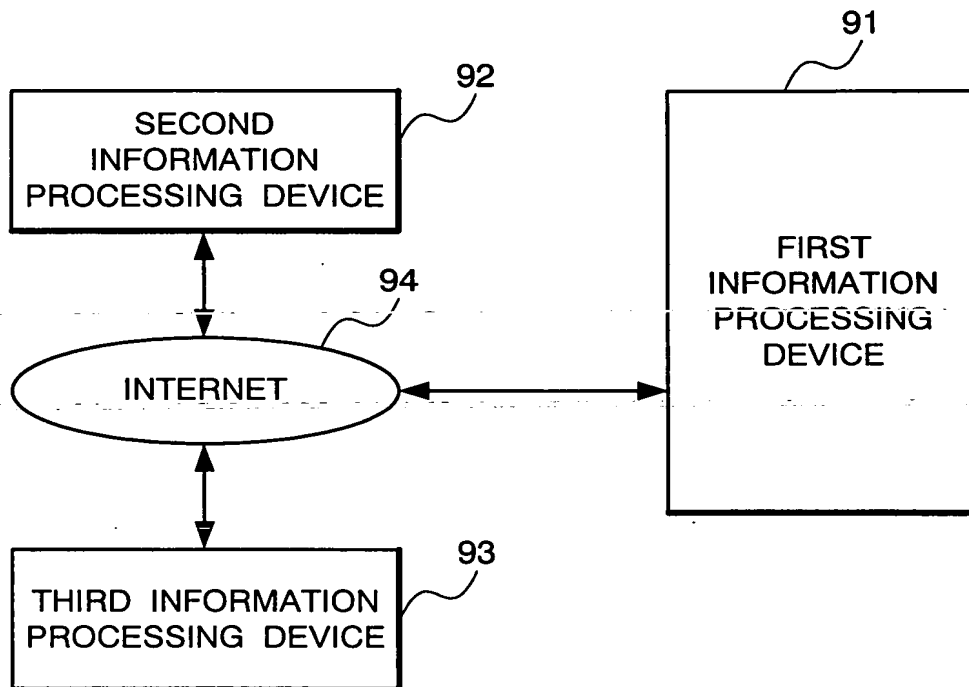 91
92
SECOND
INFORMATION
PROCESSING DEVICE
FIRST
INFORMATION
PROCESSING
DEVICE
94
INTERNET
93
THIRD INFORMATION
PROCESSING DEVICE